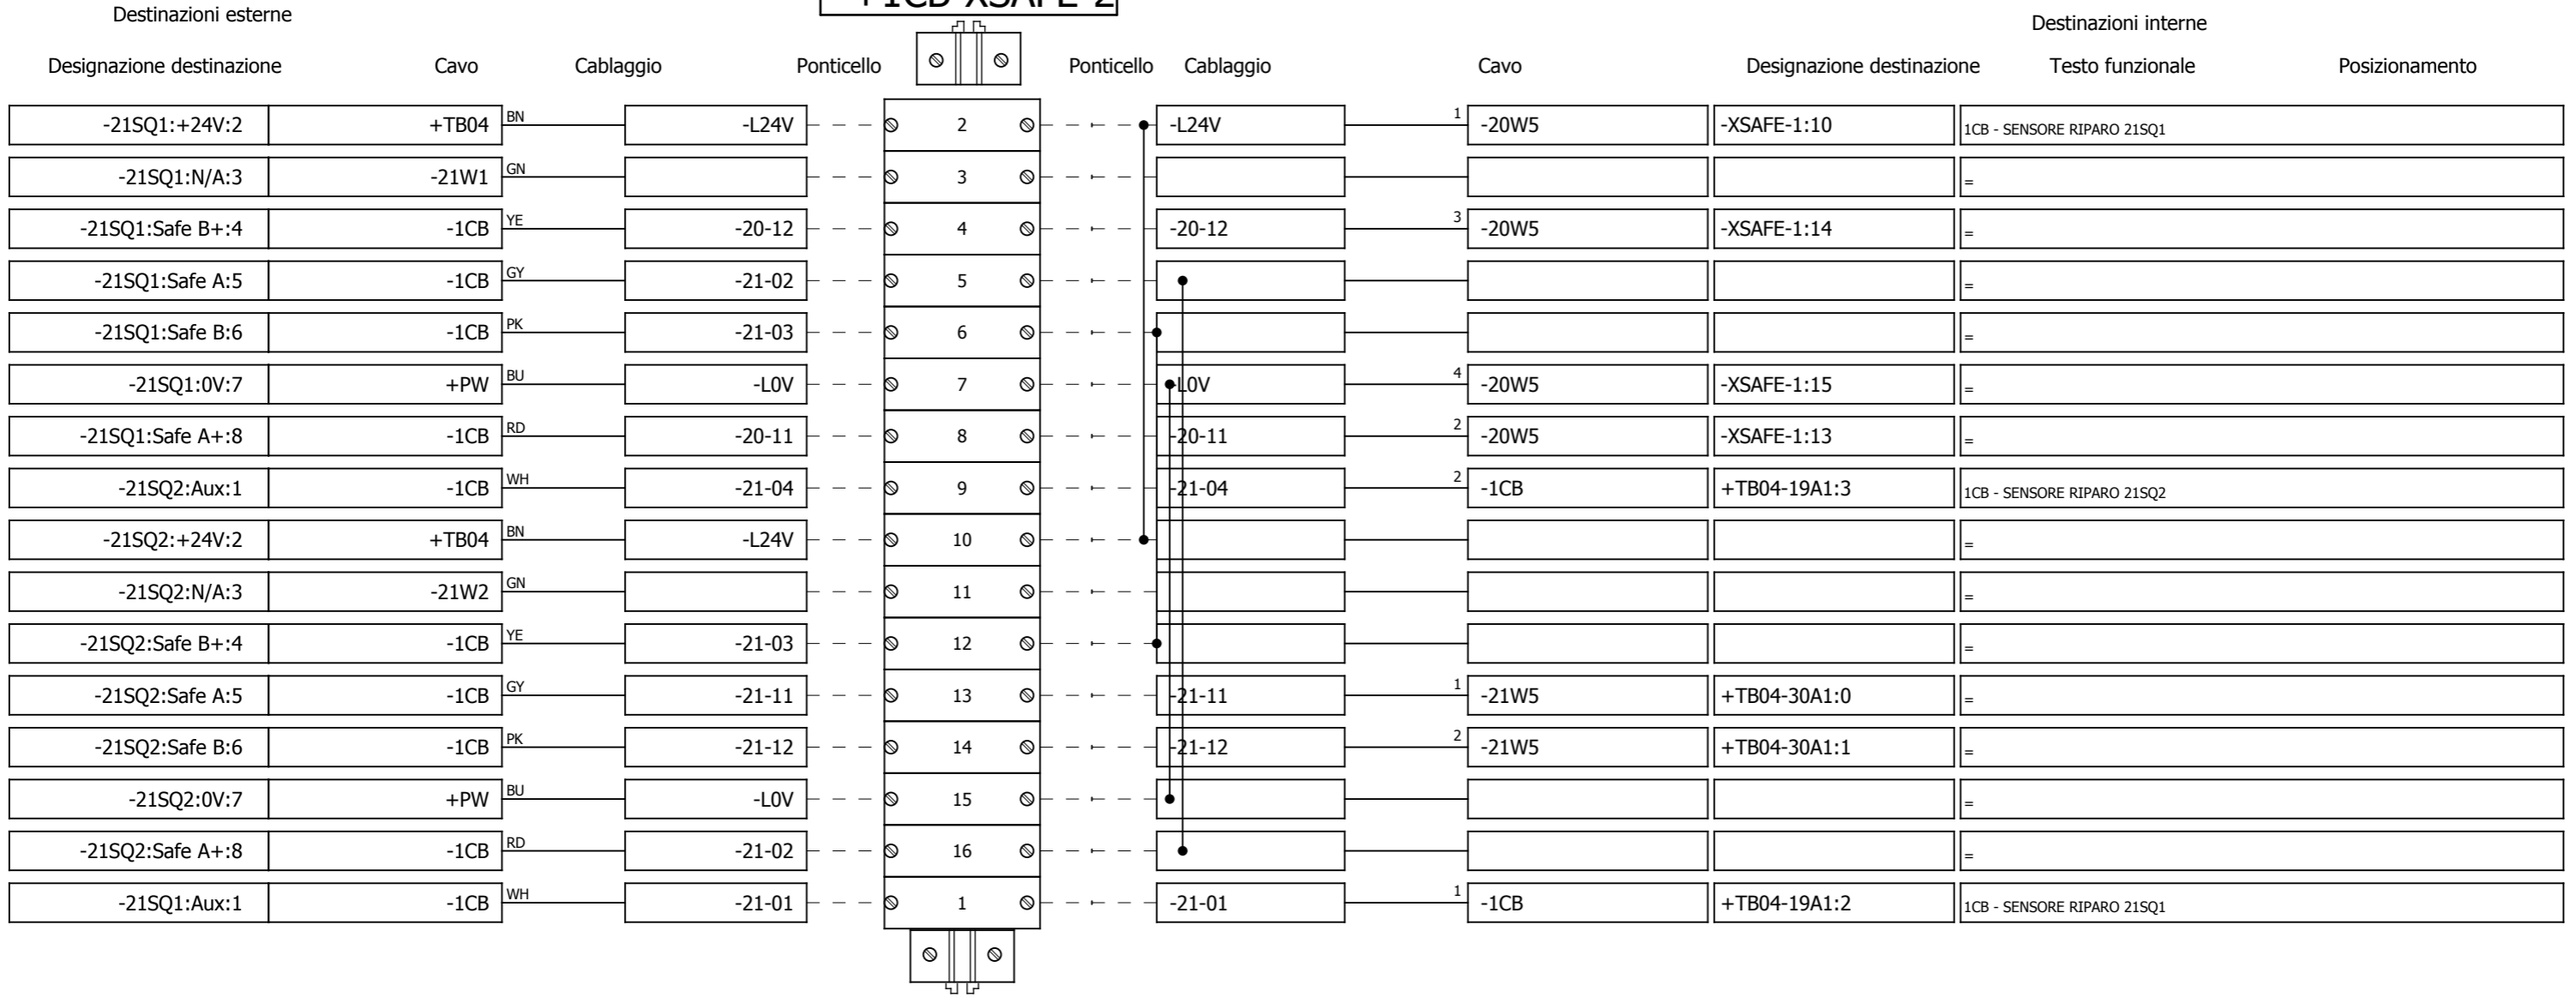 +1CB-XSAFE-2
Destinazioni esterne
Destinazioni interne
Designazione destinazione Cavo Cablaggio Ponticello Ponticello Cablaggio Cavo Designazione destinazione Testo funzionale Posizionamento
-21SQ1:+24V:2 +TB04 BN -L24V 2 -L24V 1 -20W5 -XSAFE-1:10 1CB - SENSORE RIPARO 21SQ1
-21SQ1:N/A:3 -21W1 GN 3 =
-21SQ1:Safe B+:4 -1CB YE -20-12 4 -20-12 3 -20W5 -XSAFE-1:14 =
-21SQ1:Safe A:5 -1CB GY -21-02 5 =
-21SQ1:Safe B:6 -1CB PK -21-03 6 =
-21SQ1:0V:7 +PW BU -L0V 7 -L0V 4 -20W5 -XSAFE-1:15 =
-21SQ1:Safe A+:8 -1CB RD -20-11 8 -20-11 2 -20W5 -XSAFE-1:13 =
-21SQ2:Aux:1 -1CB WH -21-04 9 -21-04 2 -1CB +TB04-19A1:3 1CB - SENSORE RIPARO 21SQ2
-21SQ2:+24V:2 +TB04 BN -L24V 10 =
-21SQ2:N/A:3 -21W2 GN 11 =
-21SQ2:Safe B+:4 -1CB YE -21-03 12 =
-21SQ2:Safe A:5 -1CB GY -21-11 13 -21-11 1 -21W5 +TB04-30A1:0 =
-21SQ2:Safe B:6 -1CB PK -21-12 14 -21-12 2 -21W5 +TB04-30A1:1 =
-21SQ2:0V:7 +PW BU -L0V 15 =
-21SQ2:Safe A+:8 -1CB RD -21-02 16 =
-21SQ1:Aux:1 -1CB WH -21-01 1 -21-01 1 -1CB +TB04-19A1:2 1CB - SENSORE RIPARO 21SQ1